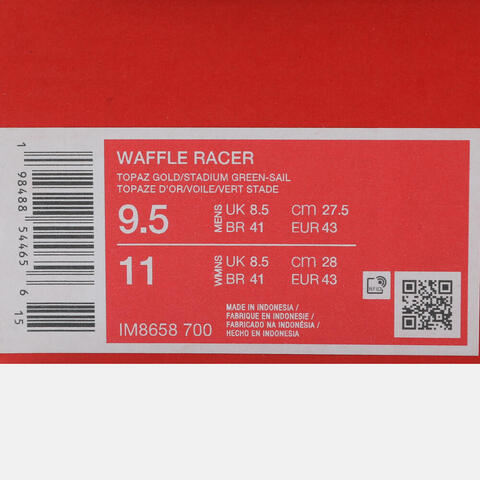 WAFFLE RACER
TOPAZ GOLD/STADIUM GREEN-SAIL
TOPAZE D'OR/VOILE/VERT STADE
9.5 MENS UK 8.5 CM 27.5
BR 41 EUR 43
11 WMNS UK 8.5 CM 28
BR 41 EUR 43
RFID
MADE IN INDONESIA /
FABRIQUE EN INDONESIE /
FABRICADO NA INDONÉSIA /
HECHO EN INDONESIA
IM8658 700
1 98488 54465 6 15